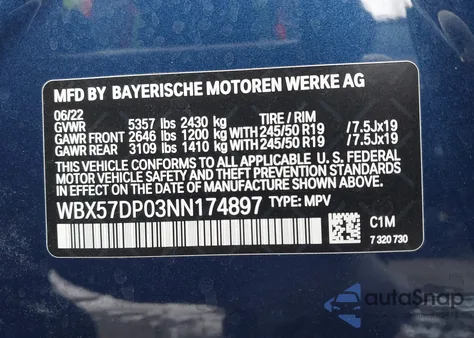 MFD BY BAYERISCHE MOTOREN WERKE AG
06/22
GVWR 5357 lbs 2430 kg TIRE / RIM
GAWR FRONT 2646 lbs 1200 kg WITH 245/50 R19 /7.5Jx19
GAWR REAR 3109 lbs 1410 kg WITH 245/50 R19 /7.5Jx19
THIS VEHICLE CONFORMS TO ALL APPLICABLE U. S. FEDERAL
MOTOR VEHICLE SAFETY AND THEFT PREVENTION STANDARDS IN
EFFECT ON THE DATE OF MANUFACTURE SHOWN ABOVE.
WBX57DP03NN174897 TYPE: MPV
C1M
7 320 730
autoSnap